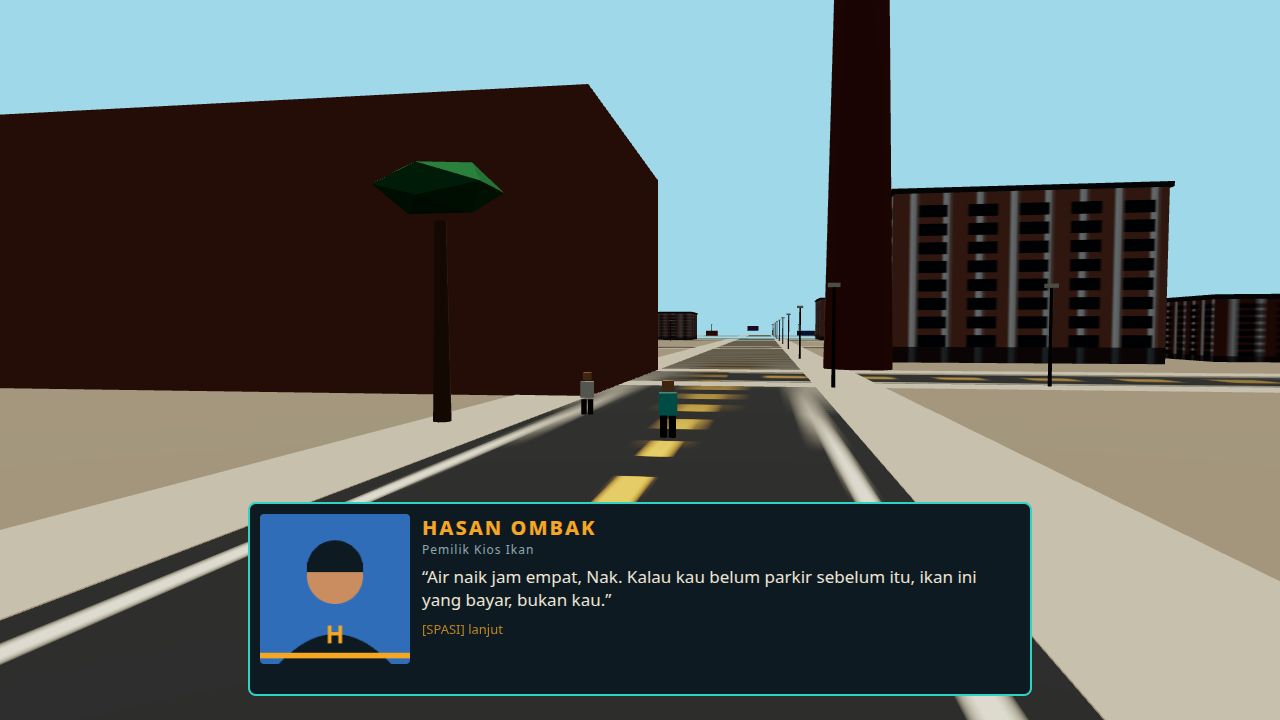 HASAN OMBAK
Pemilik Kios Ikan
“Air naik jam empat, Nak. Kalau kau belum parkir sebelum itu, ikan ini
yang bayar, bukan kau.”
H
[SPASI] lanjut